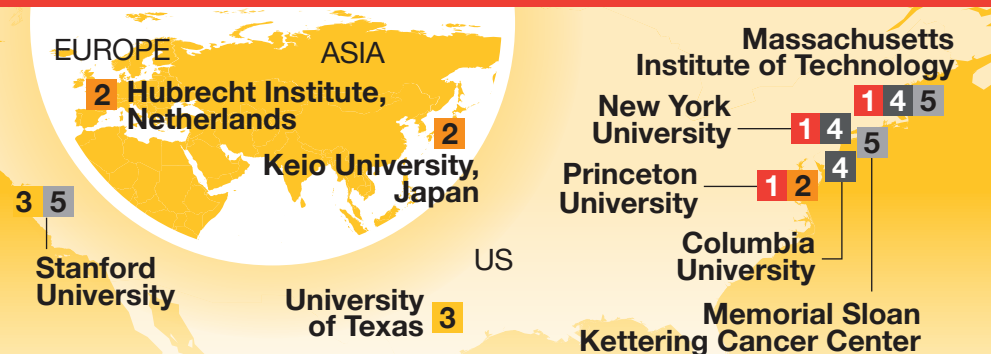 EUROPE
ASIA
2 Hubrecht Institute,
Netherlands
2
Keio University,
Japan
3 5
Stanford
University
US
University
of Texas 3
Massachusetts
Institute of Technology
1 4 5
New York
University 1 4
5
4
Princeton
University 1 2
Columbia
University
Memorial Sloan
Kettering Cancer Center